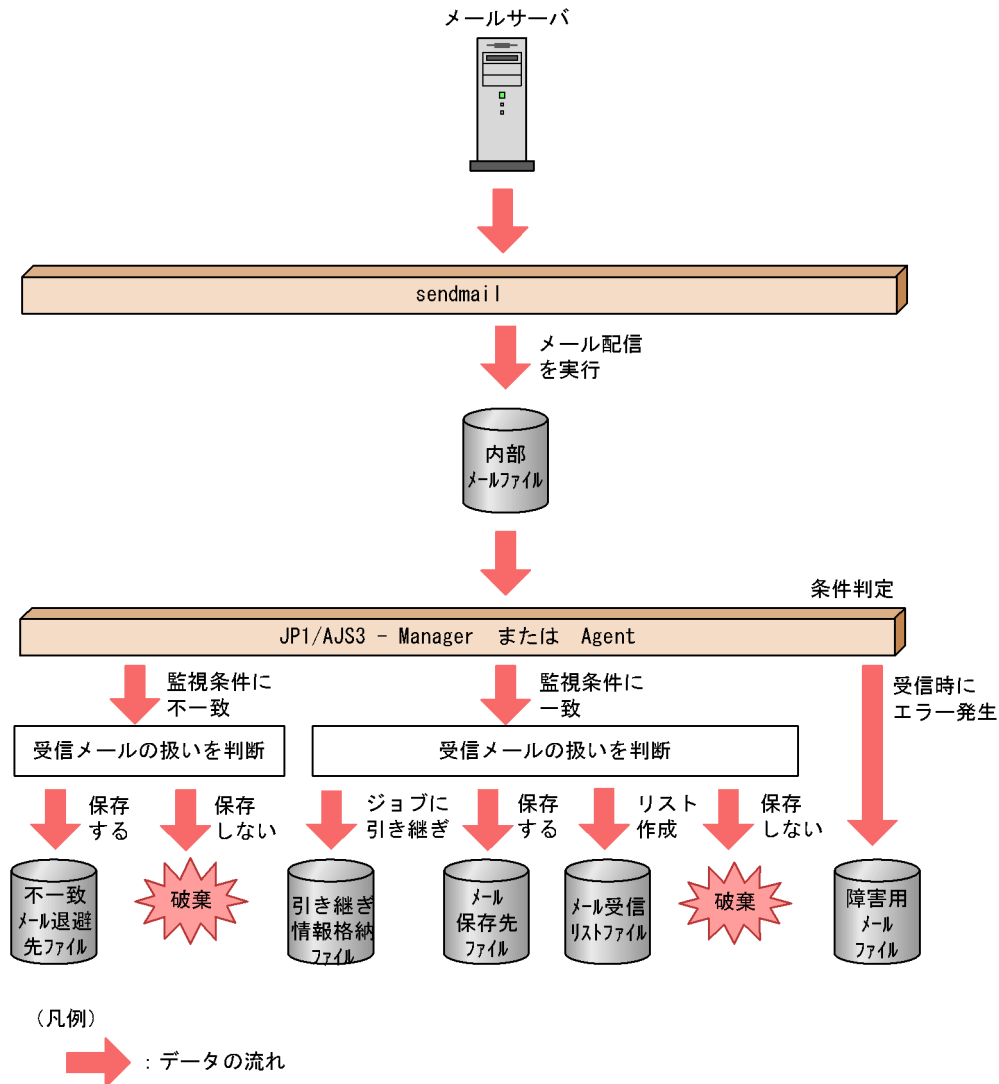 メールサーバ
sendmail
メール配信
を実行
内部
ﾒｰﾙﾌｧｲﾙ
条件判定
JP1/AJS3 - Manager または Agent
監視条件に
不一致
監視条件に
一致
受信時に
エラー発生
受信メールの扱いを判断
受信メールの扱いを判断
保存
する
保存
しない
ジョブに
引き継ぎ
保存
する
リスト
作成
保存
しない
不一致
ﾒｰﾙ退避
先ﾌｧｲﾙ
破棄
引き継ぎ
情報格納
ﾌｧｲﾙ
ﾒｰﾙ
保存先
ﾌｧｲﾙ
ﾒｰﾙ受信
ﾘｽﾄﾌｧｲﾙ
破棄
障害用
ﾒｰﾙ
ﾌｧｲﾙ
（凡例）
：データの流れ